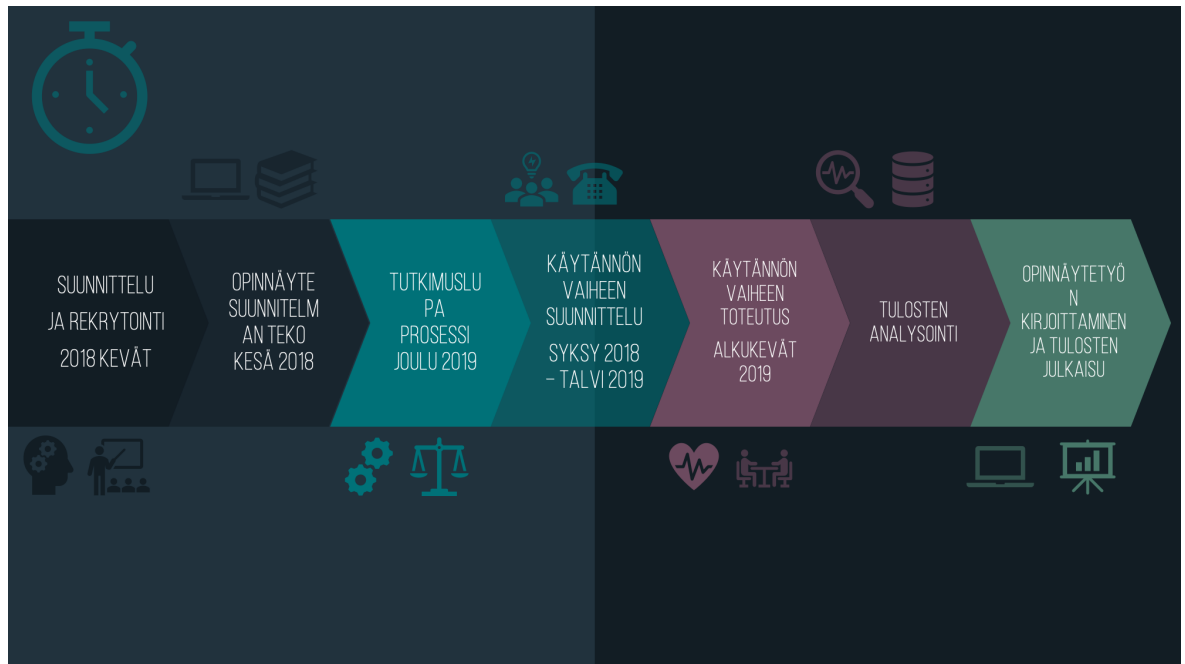 SUUNNITTELU
JA REKRYTOINTI
2018 KEVÄT
OPINNÄYTE
SUUNNITELM
AN TEKO
KESÄ 2018
TUTKIMUSLU
PA
PROSESSI
JOULU 2019
KÄYTÄNNÖN
VAIHEEN
SUUNNITTELU
SYKSY 2018
– TALVI 2019
KÄYTÄNNÖN
VAIHEEN
TOTEUTUS
ALKUKEVÄT
2019
TULOSTEN
ANALYSOINTI
OPINNÄYTETYÖ
N
KIRJOITTAMINEN
JA TULOSTEN
JULKAISU